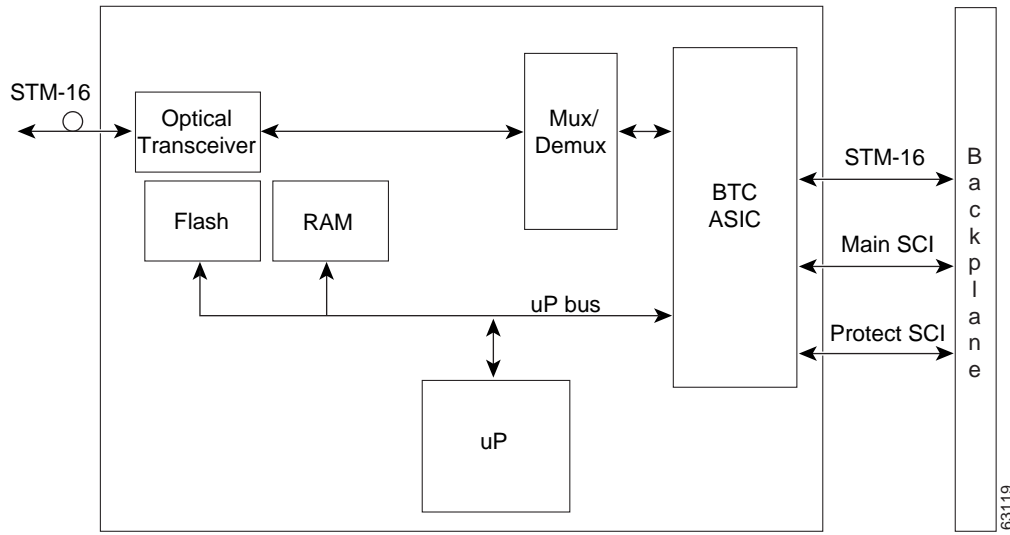 STM-16
Optical
Transceiver
Mux/
Demux
BTC
ASIC
STM-16
Flash
RAM
Main SCI
uP bus
Protect SCI
uP
Backplane
63119